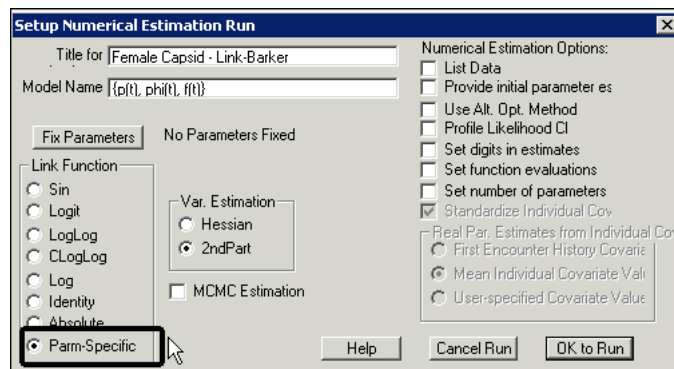 Setup Numerical Estimation Run
Title for Female Capsid - Link-Barker
Model Name {p(t), phi(t), f(t)}
Fix Parameters No Parameters Fixed
Link Function
Sin
Logit
LogLog
CLogLog
Log
Identity
Absolute
Parm-Specific
Var. Estimation
Hessian
2ndPart
MCMC Estimation
Numerical Estimation Options:
List Data
Provide initial parameter es
Use Alt. Opt. Method
Profile Likelihood CI
Set digits in estimates
Set function evaluations
Set number of parameters
Standardize Individual Cov
Real Par. Estimates from Individual Co
First Encounter History Covaria
Mean Individual Covariate Valu
User-specified Covariate Value
Help Cancel Run OK to Run